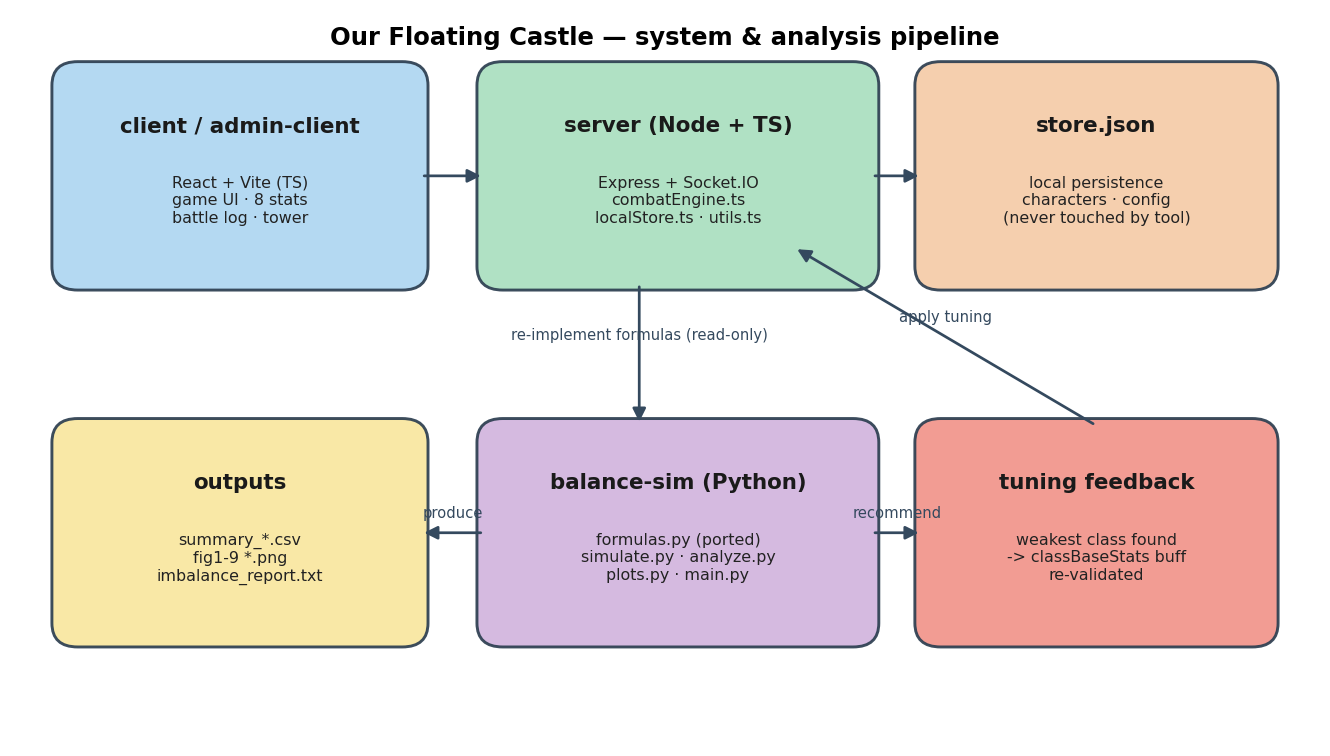 Our Floating Castle — system & analysis pipeline
client / admin-client
React + Vite (TS)
game UI · 8 stats
battle log · tower
server (Node + TS)
Express + Socket.IO
combatEngine.ts
localStore.ts · utils.ts
store.json
local persistence
characters · config
(never touched by tool)
re-implement formulas (read-only)
apply tuning
outputs
summary_*.csv
fig1-9 *.png
imbalance_report.txt
produce
balance-sim (Python)
formulas.py (ported)
simulate.py · analyze.py
plots.py · main.py
recommend
tuning feedback
weakest class found
-> classBaseStats buff
re-validated